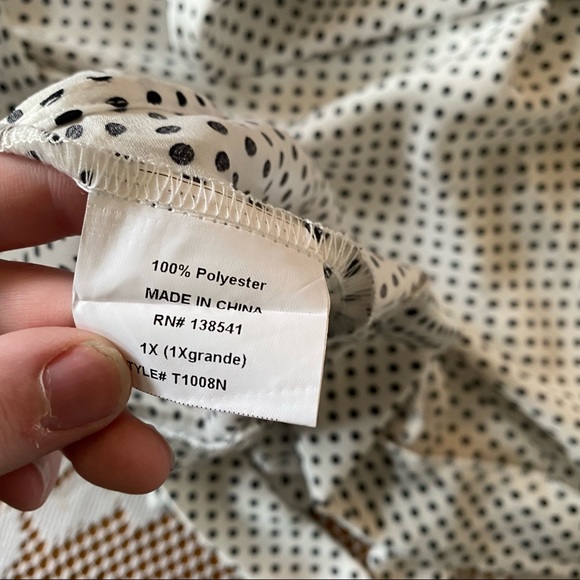 100% Polyester
MADE IN CHINA
RN# 138541
1X (1Xgrande)
TYLE# T1008N